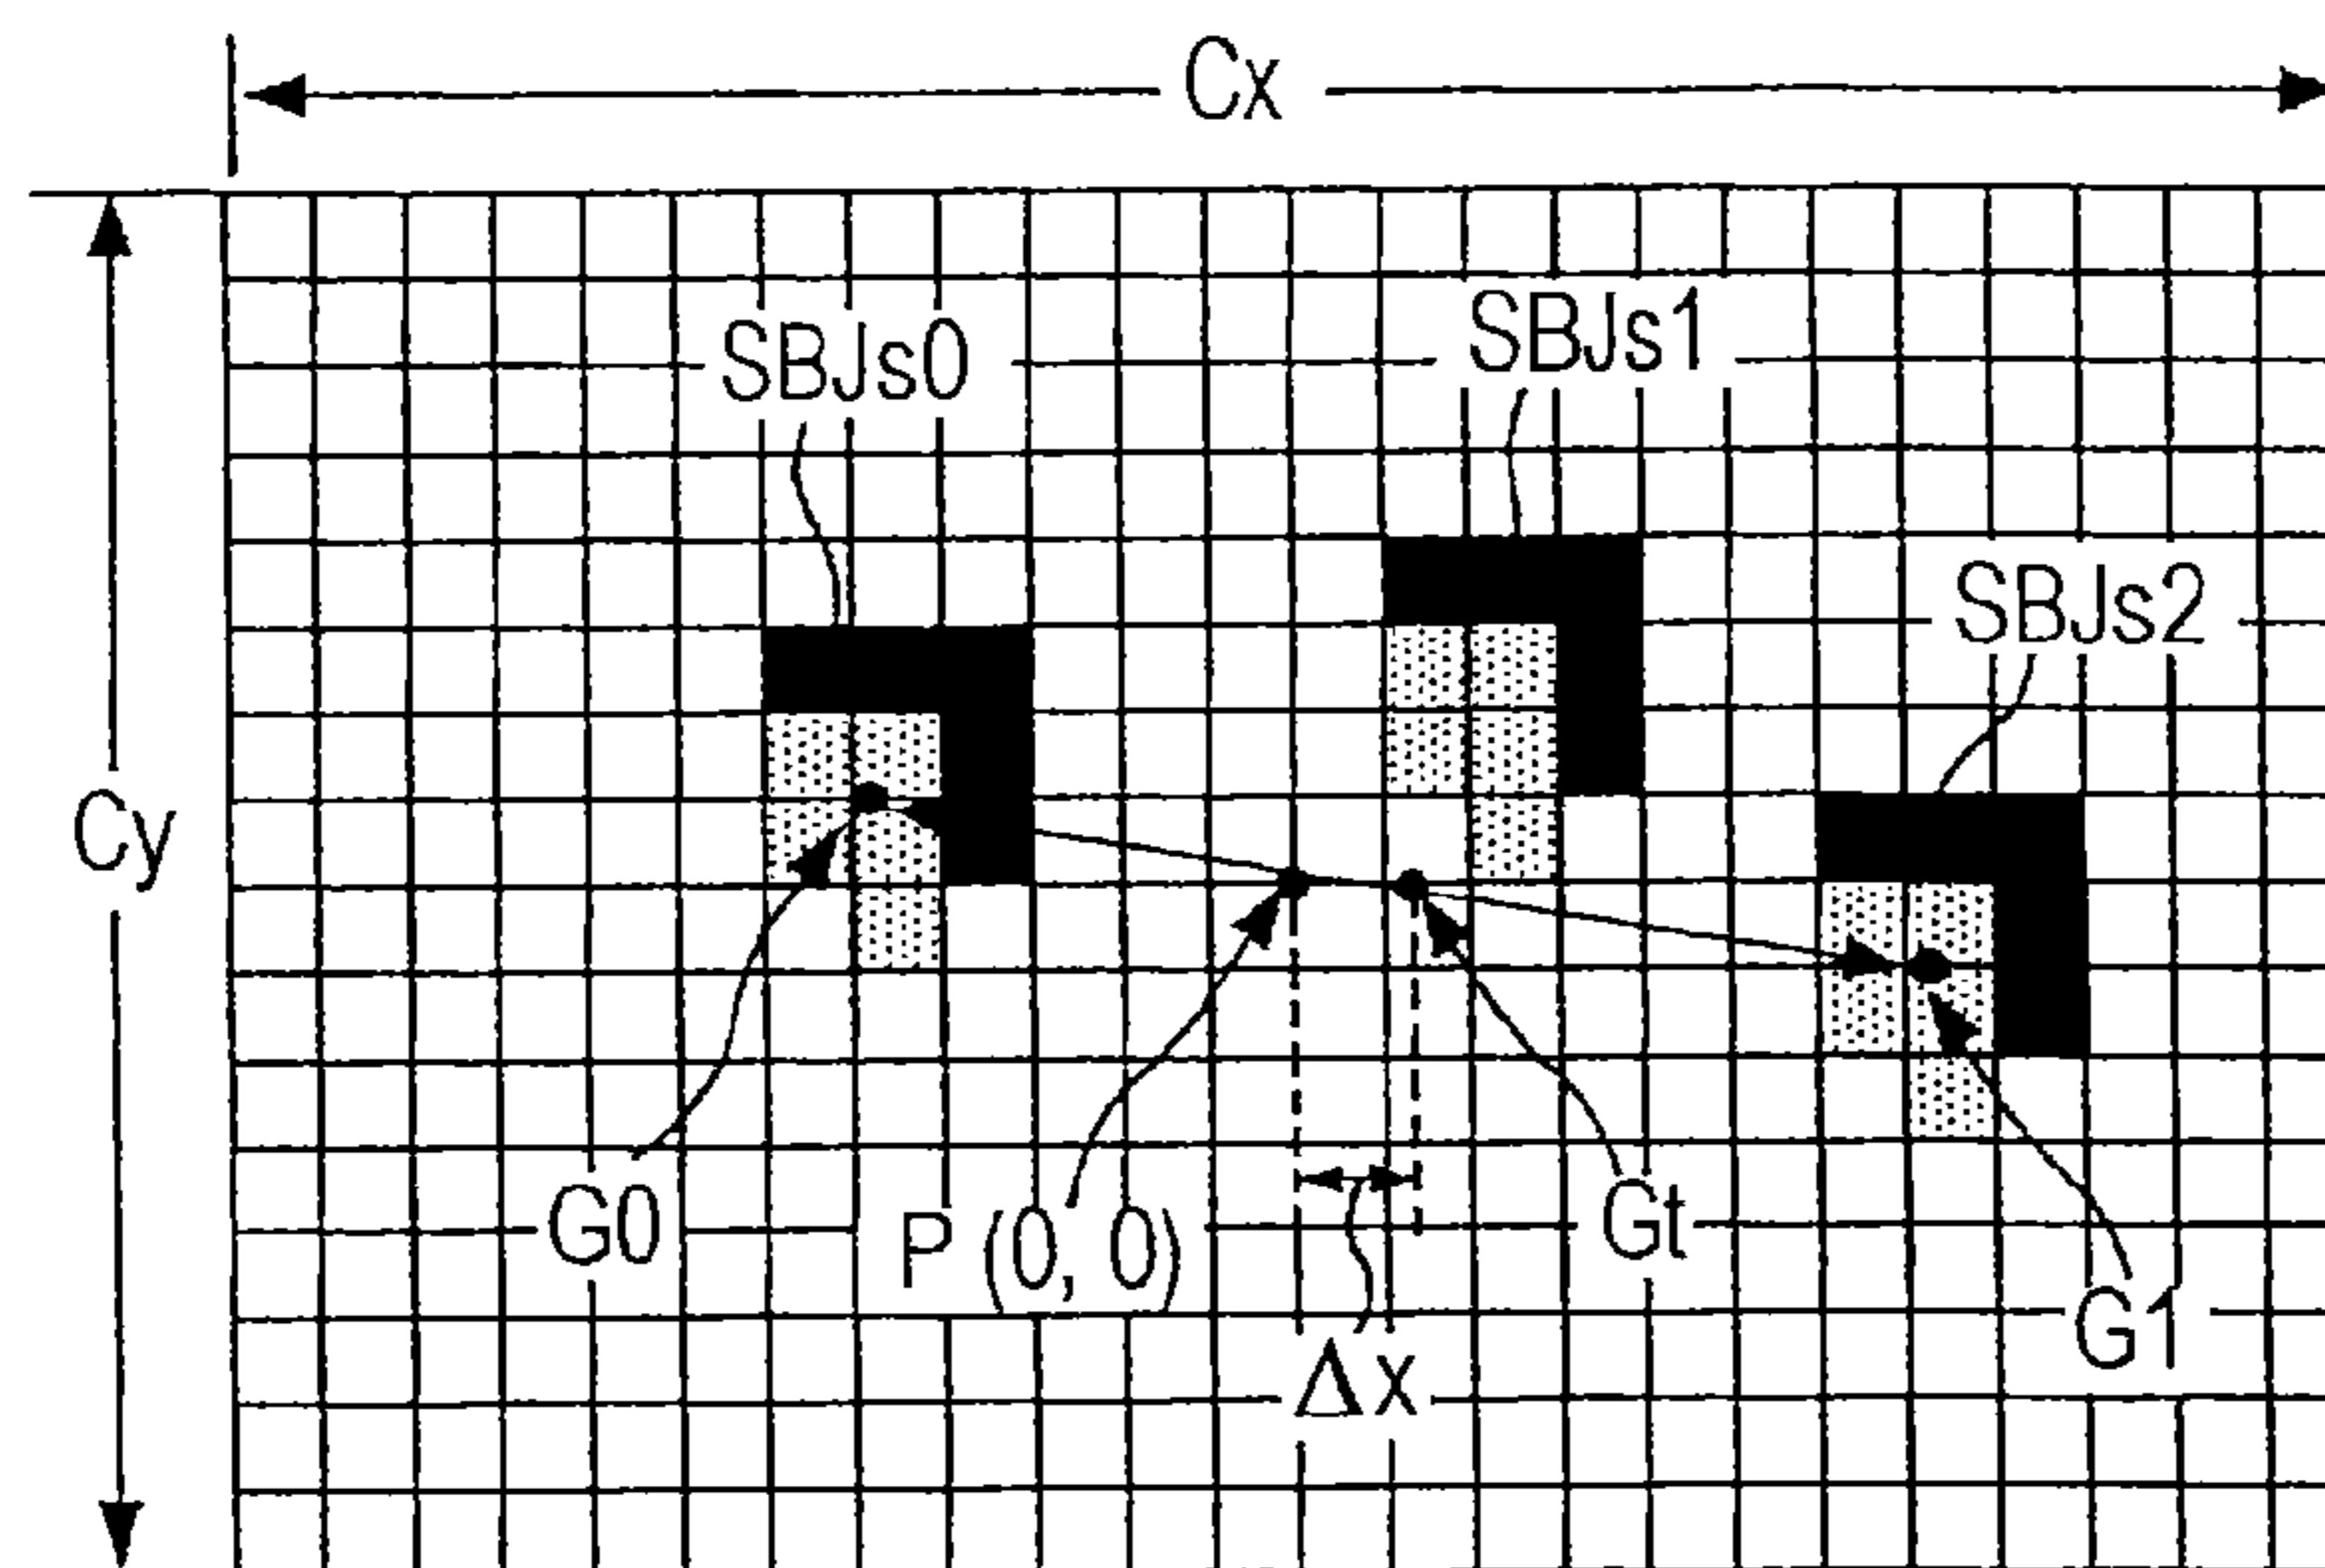 Cx
SBJs0
SBJs1
SBJs2
Cy
G0
P (0, 0)
Gt
G1
Δx